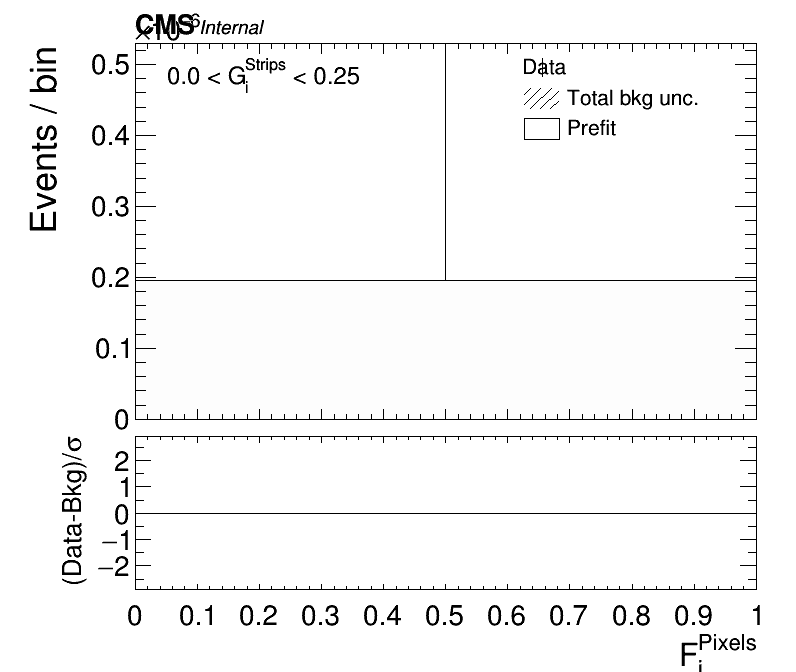 CMS Internal
×10⁻⁶
Events / bin
0.0 < G_i^Strips < 0.25
Data
Total bkg unc.
Prefit
0.5
0.4
0.3
0.2
0.1
0
(Data-Bkg)/σ
2
1
0
−1
−2
0 0.1 0.2 0.3 0.4 0.5 0.6 0.7 0.8 0.9 1
F_i^Pixels